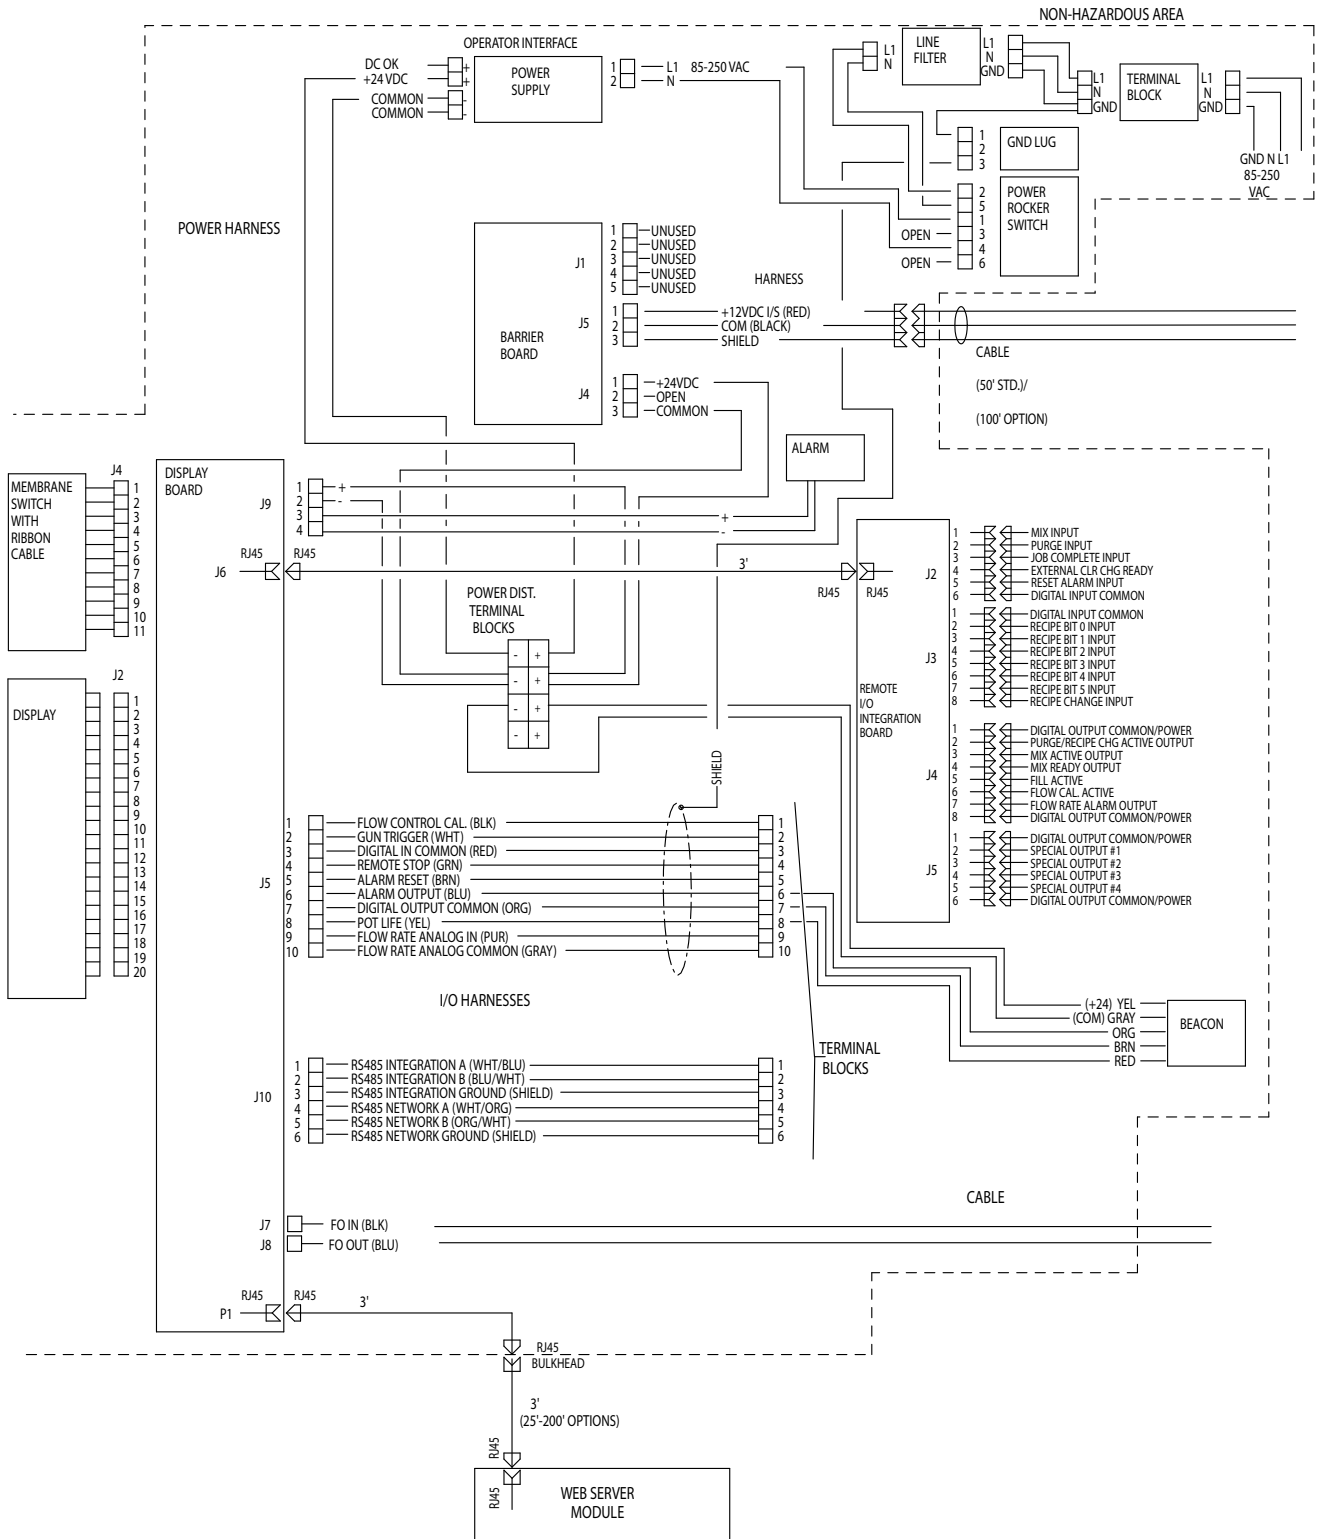 NON-HAZARDOUS AREA
OPERATOR INTERFACE
DC OK
+24 VDC
COMMON
COMMON
+
+
-
-
POWER
SUPPLY
1 L1 85-250 VAC
2 N
L1
N
LINE
FILTER
L1
N
GND
L1
N
GND
TERMINAL
BLOCK
L1
N
GND
GND N L1
85-250
VAC
1
2
3
GND LUG
2
5
1
OPEN 3
4
OPEN 6
POWER
ROCKER
SWITCH
POWER HARNESS
BARRIER
BOARD
J1
1 UNUSED
2 UNUSED
3 UNUSED
4 UNUSED
5 UNUSED
HARNESS
J5
1 +12VDC I/S (RED)
2 COM (BLACK)
3 SHIELD
J4
1 +24VDC
2 OPEN
3 COMMON
CABLE
(50' STD.)/
(100' OPTION)
ALARM
+
-
MEMBRANE
SWITCH
WITH
RIBBON
CABLE
J4
1
2
3
4
5
6
7
8
9
10
11
DISPLAY
BOARD
J9
1 +
2 -
3
4
J6
RJ45 RJ45
3'
RJ45 RJ45
POWER DIST.
TERMINAL
BLOCKS
- +
- +
- +
- +
DISPLAY
J2
1
2
3
4
5
6
7
8
9
10
11
12
13
14
15
16
17
18
19
20
REMOTE
I/O
INTEGRATION
BOARD
J2
1 MIX INPUT
2 PURGE INPUT
3 JOB COMPLETE INPUT
4 EXTERNAL CLR CHG READY
5 RESET ALARM INPUT
6 DIGITAL INPUT COMMON
J3
1 DIGITAL INPUT COMMON
2 RECIPE BIT 0 INPUT
3 RECIPE BIT 1 INPUT
4 RECIPE BIT 2 INPUT
5 RECIPE BIT 3 INPUT
6 RECIPE BIT 4 INPUT
7 RECIPE BIT 5 INPUT
8 RECIPE CHANGE INPUT
J4
1 DIGITAL OUTPUT COMMON/POWER
2 PURGE/RECIPE CHG ACTIVE OUTPUT
3 MIX ACTIVE OUTPUT
4 MIX READY OUTPUT
5 FILL ACTIVE
6 FLOW CAL. ACTIVE
7 FLOW RATE ALARM OUTPUT
8 DIGITAL OUTPUT COMMON/POWER
J5
1 DIGITAL OUTPUT COMMON/POWER
2 SPECIAL OUTPUT #1
3 SPECIAL OUTPUT #2
4 SPECIAL OUTPUT #3
5 SPECIAL OUTPUT #4
6 DIGITAL OUTPUT COMMON/POWER
SHIELD
J5
1 FLOW CONTROL CAL. (BLK) 1
2 GUN TRIGGER (WHT) 2
3 DIGITAL IN COMMON (RED) 3
4 REMOTE STOP (GRN) 4
5 ALARM RESET (BRN) 5
6 ALARM OUTPUT (BLU) 6
7 DIGITAL OUTPUT COMMON (ORG) 7
8 POT LIFE (YEL) 8
9 FLOW RATE ANALOG IN (PUR) 9
10 FLOW RATE ANALOG COMMON (GRAY) 10
I/O HARNESSES
(+24) YEL
(COM) GRAY
ORG
BRN
RED
BEACON
TERMINAL
BLOCKS
J10
1 RS485 INTEGRATION A (WHT/BLU) 1
2 RS485 INTEGRATION B (BLU/WHT) 2
3 RS485 INTEGRATION GROUND (SHIELD) 3
4 RS485 NETWORK A (WHT/ORG) 4
5 RS485 NETWORK B (ORG/WHT) 5
6 RS485 NETWORK GROUND (SHIELD) 6
CABLE
J7 FO IN (BLK)
J8 FO OUT (BLU)
P1
RJ45 RJ45
3'
RJ45
BULKHEAD
3'
(25'-200' OPTIONS)
RJ45
RJ45
WEB SERVER
MODULE